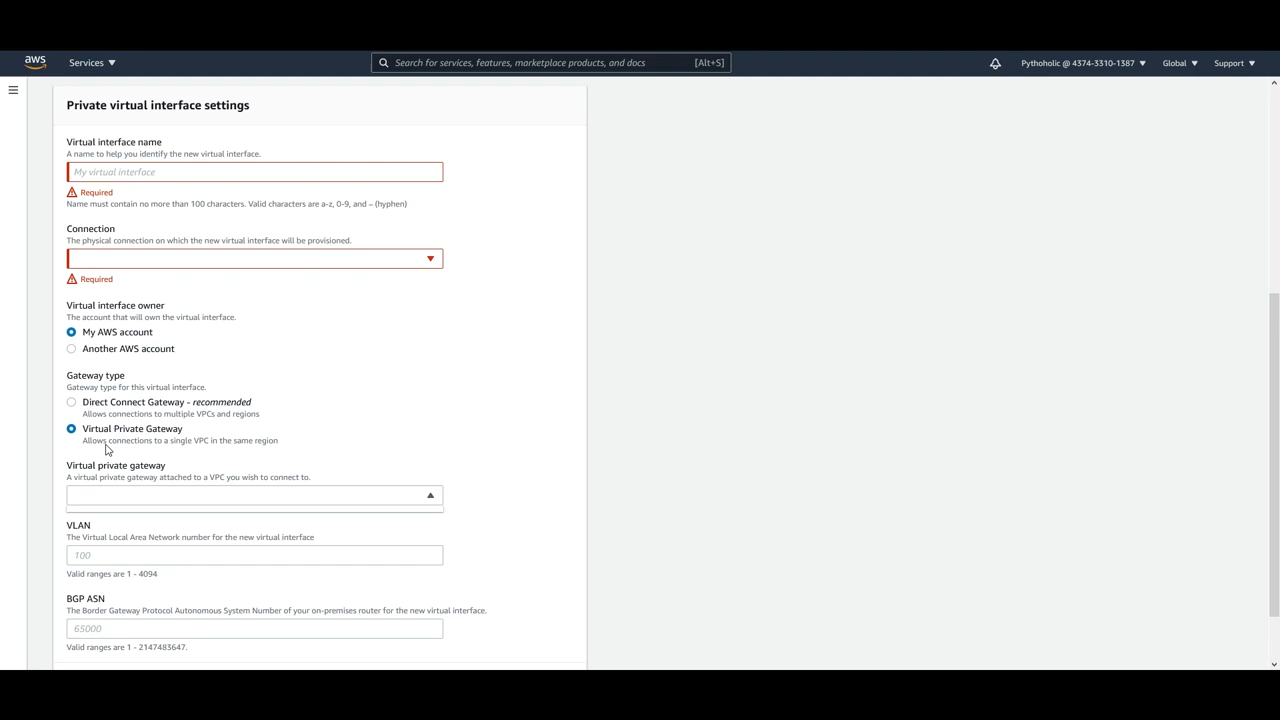 aws Services Search for services, features, marketplace products, and docs [Alt+S] Pythoholic @ 4374-3310-1387 Global Support
Private virtual interface settings
Virtual interface name
A name to help you identify the new virtual interface.
My virtual interface
Required
Name must contain no more than 100 characters. Valid characters are a-z, 0-9, and – (hyphen)
Connection
The physical connection on which the new virtual interface will be provisioned.
Required
Virtual interface owner
The account that will own the virtual interface.
My AWS account
Another AWS account
Gateway type
Gateway type for this virtual interface.
Direct Connect Gateway - recommended
Allows connections to multiple VPCs and regions
Virtual Private Gateway
Allows connections to a single VPC in the same region
Virtual private gateway
A virtual private gateway attached to a VPC you wish to connect to.
VLAN
The Virtual Local Area Network number for the new virtual interface
100
Valid ranges are 1 - 4094
BGP ASN
The Border Gateway Protocol Autonomous System Number of your on-premises router for the new virtual interface.
65000
Valid ranges are 1 - 2147483647.